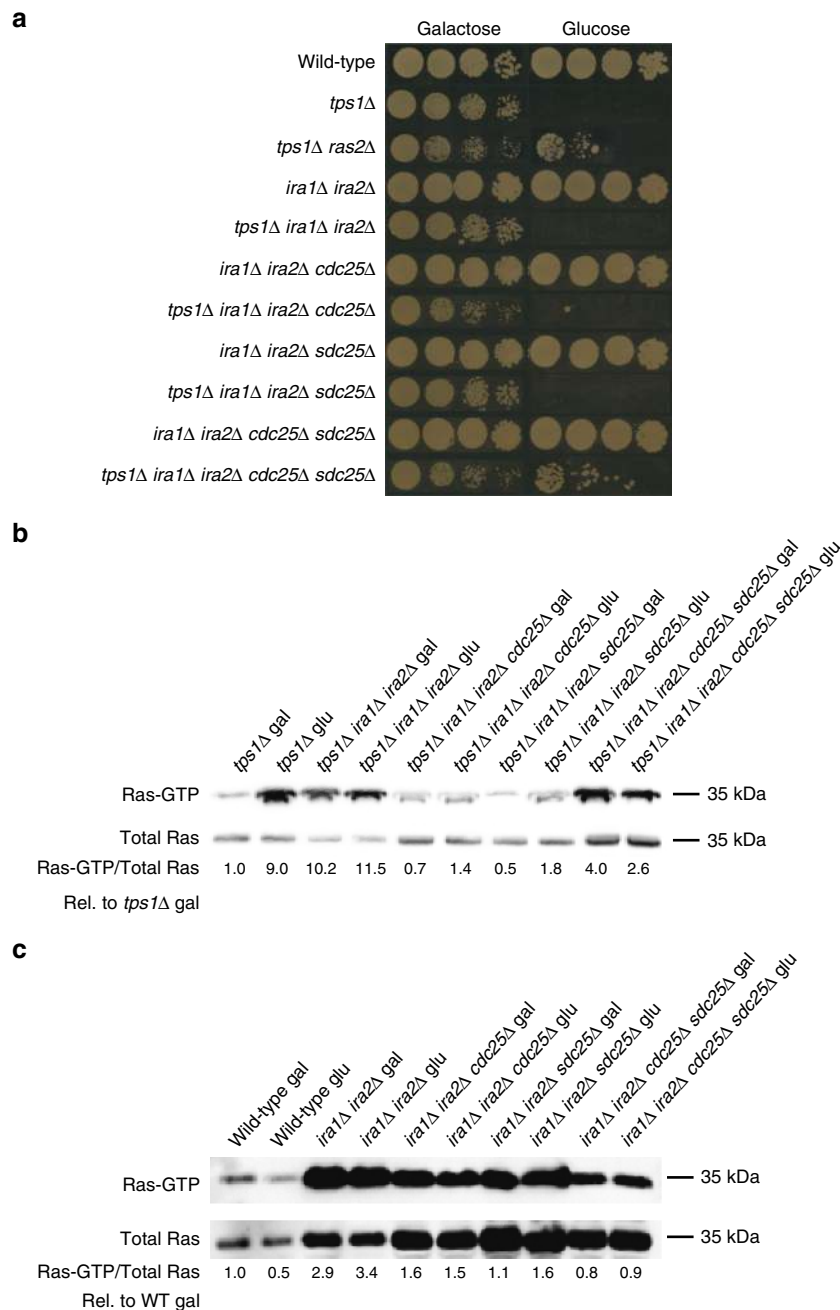 a
Galactose Glucose
Wild-type
tps1Δ
tps1Δ ras2Δ
ira1Δ ira2Δ
tps1Δ ira1Δ ira2Δ
ira1Δ ira2Δ cdc25Δ
tps1Δ ira1Δ ira2Δ cdc25Δ
ira1Δ ira2Δ sdc25Δ
tps1Δ ira1Δ ira2Δ sdc25Δ
ira1Δ ira2Δ cdc25Δ sdc25Δ
tps1Δ ira1Δ ira2Δ cdc25Δ sdc25Δ
b
tps1Δ gal
tps1Δ glu
tps1Δ ira1Δ ira2Δ gal
tps1Δ ira1Δ ira2Δ glu
tps1Δ ira1Δ ira2Δ cdc25Δ gal
tps1Δ ira1Δ ira2Δ cdc25Δ glu
tps1Δ ira1Δ ira2Δ sdc25Δ gal
tps1Δ ira1Δ ira2Δ sdc25Δ glu
tps1Δ ira1Δ ira2Δ cdc25Δ sdc25Δ gal
tps1Δ ira1Δ ira2Δ cdc25Δ sdc25Δ glu
Ras-GTP 35 kDa
Total Ras 35 kDa
Ras-GTP/Total Ras 1.0 9.0 10.2 11.5 0.7 1.4 0.5 1.8 4.0 2.6
Rel. to tps1Δ gal
c
Wild-type gal
Wild-type glu
ira1Δ ira2Δ gal
ira1Δ ira2Δ glu
ira1Δ ira2Δ cdc25Δ gal
ira1Δ ira2Δ cdc25Δ glu
ira1Δ ira2Δ sdc25Δ gal
ira1Δ ira2Δ sdc25Δ glu
ira1Δ ira2Δ cdc25Δ sdc25Δ gal
ira1Δ ira2Δ cdc25Δ sdc25Δ glu
Ras-GTP 35 kDa
Total Ras 35 kDa
Ras-GTP/Total Ras 1.0 0.5 2.9 3.4 1.6 1.5 1.1 1.6 0.8 0.9
Rel. to WT gal